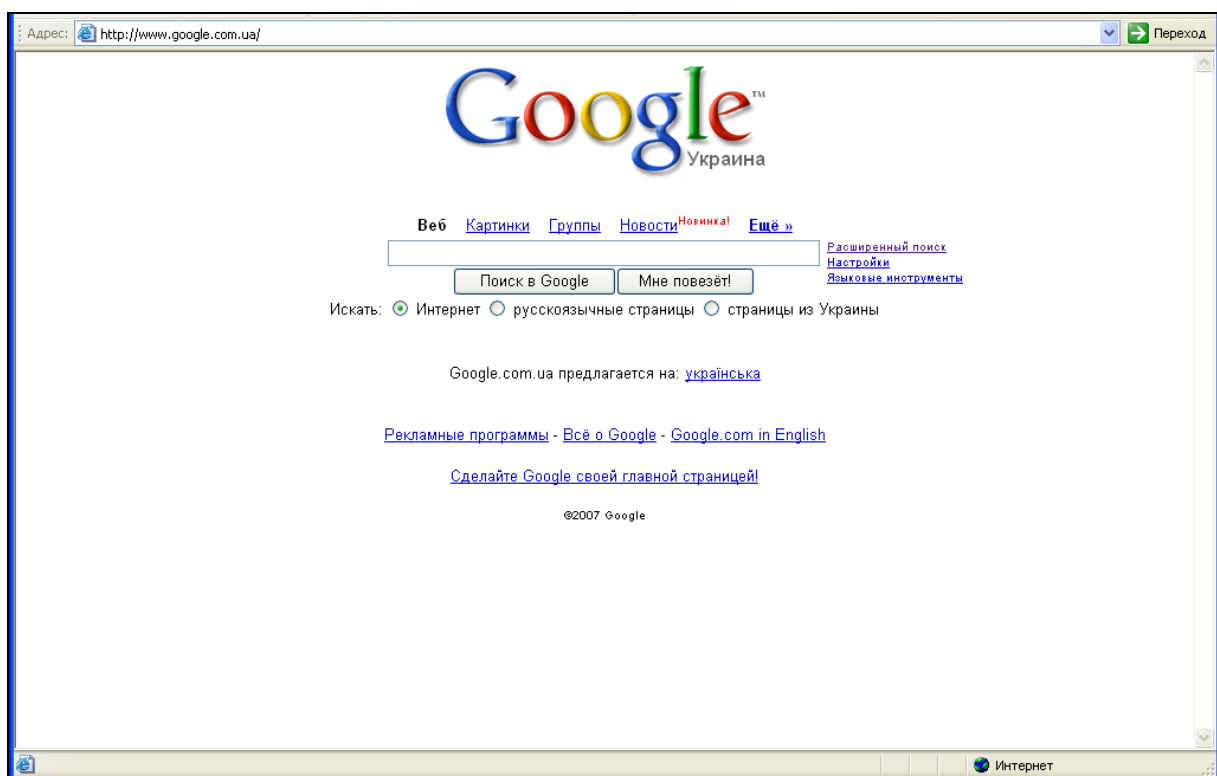 Адрес: http://www.google.com.ua/ Переход
Google™
Украина
Веб Картинки Группы Новости Новинка! Ещё »
Расширенный поиск
Настройки
Языковые инструменты
Поиск в Google Мне повезёт!
Искать: Интернет русскоязычные страницы страницы из Украины
Google.com.ua предлагается на: українська
Рекламные программы - Всё о Google - Google.com in English
Сделайте Google своей главной страницей!
©2007 Google
Интернет